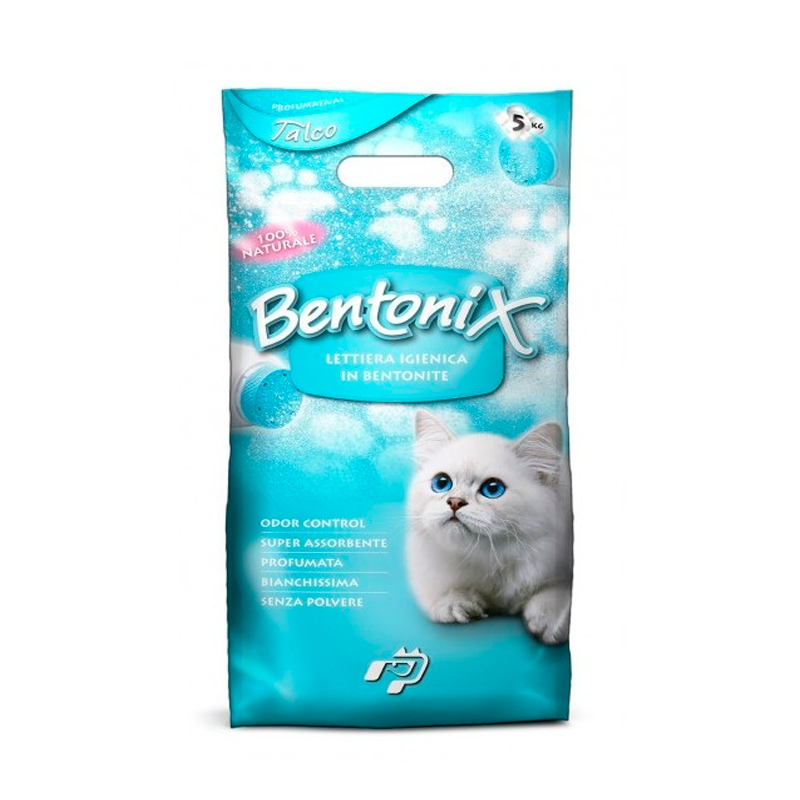 PROFUMATA AL
Talco
5 KG
100%
NATURALE
BentoniX
LETTIERA IGIENICA
IN BENTONITE
ODOR CONTROL
SUPER ASSORBENTE
PROFUMATA
BIANCHISSIMA
SENZA POLVERE